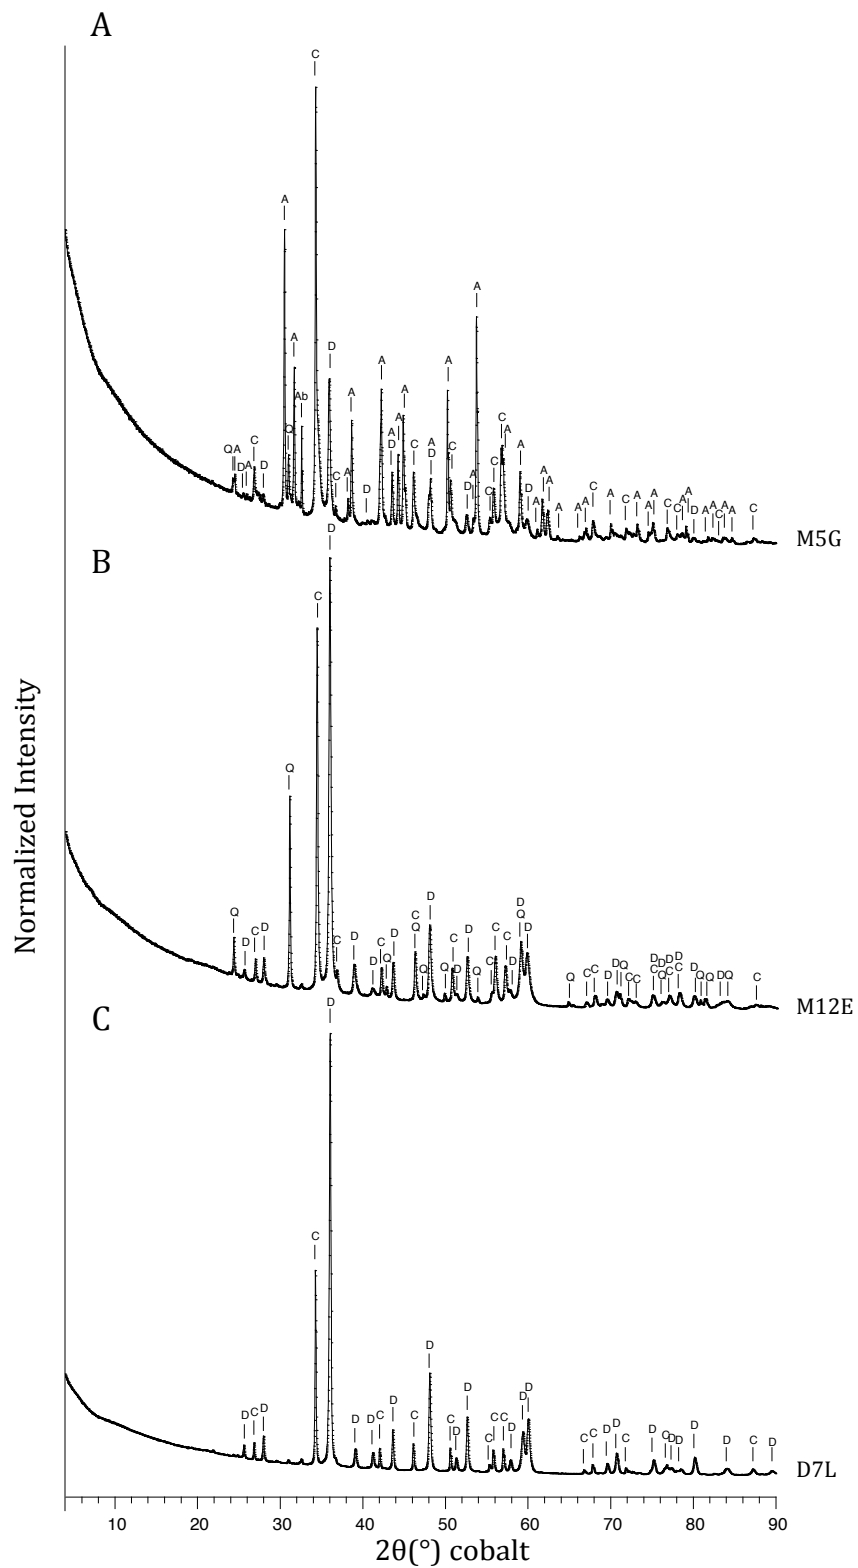 A
Q A D A C D A Q A Ab C C D A A D A A D A A C A D A C D A A C C C A A D A A A A A A C A C A A A C C A A D A A C A A C
M5G
B
Q D C D Q C D C D D C Q D C Q Q D Q C D D Q C C C D D Q D Q C C D D Q C C D C D Q D C D C D Q Q D Q C
M12E
C
D C D C D D D C D C D C D D C C C D D D C C D D C D C D D D D C D
D7L
Normalized Intensity
10 20 30 40 50 60 70 80 90
2θ(°) cobalt